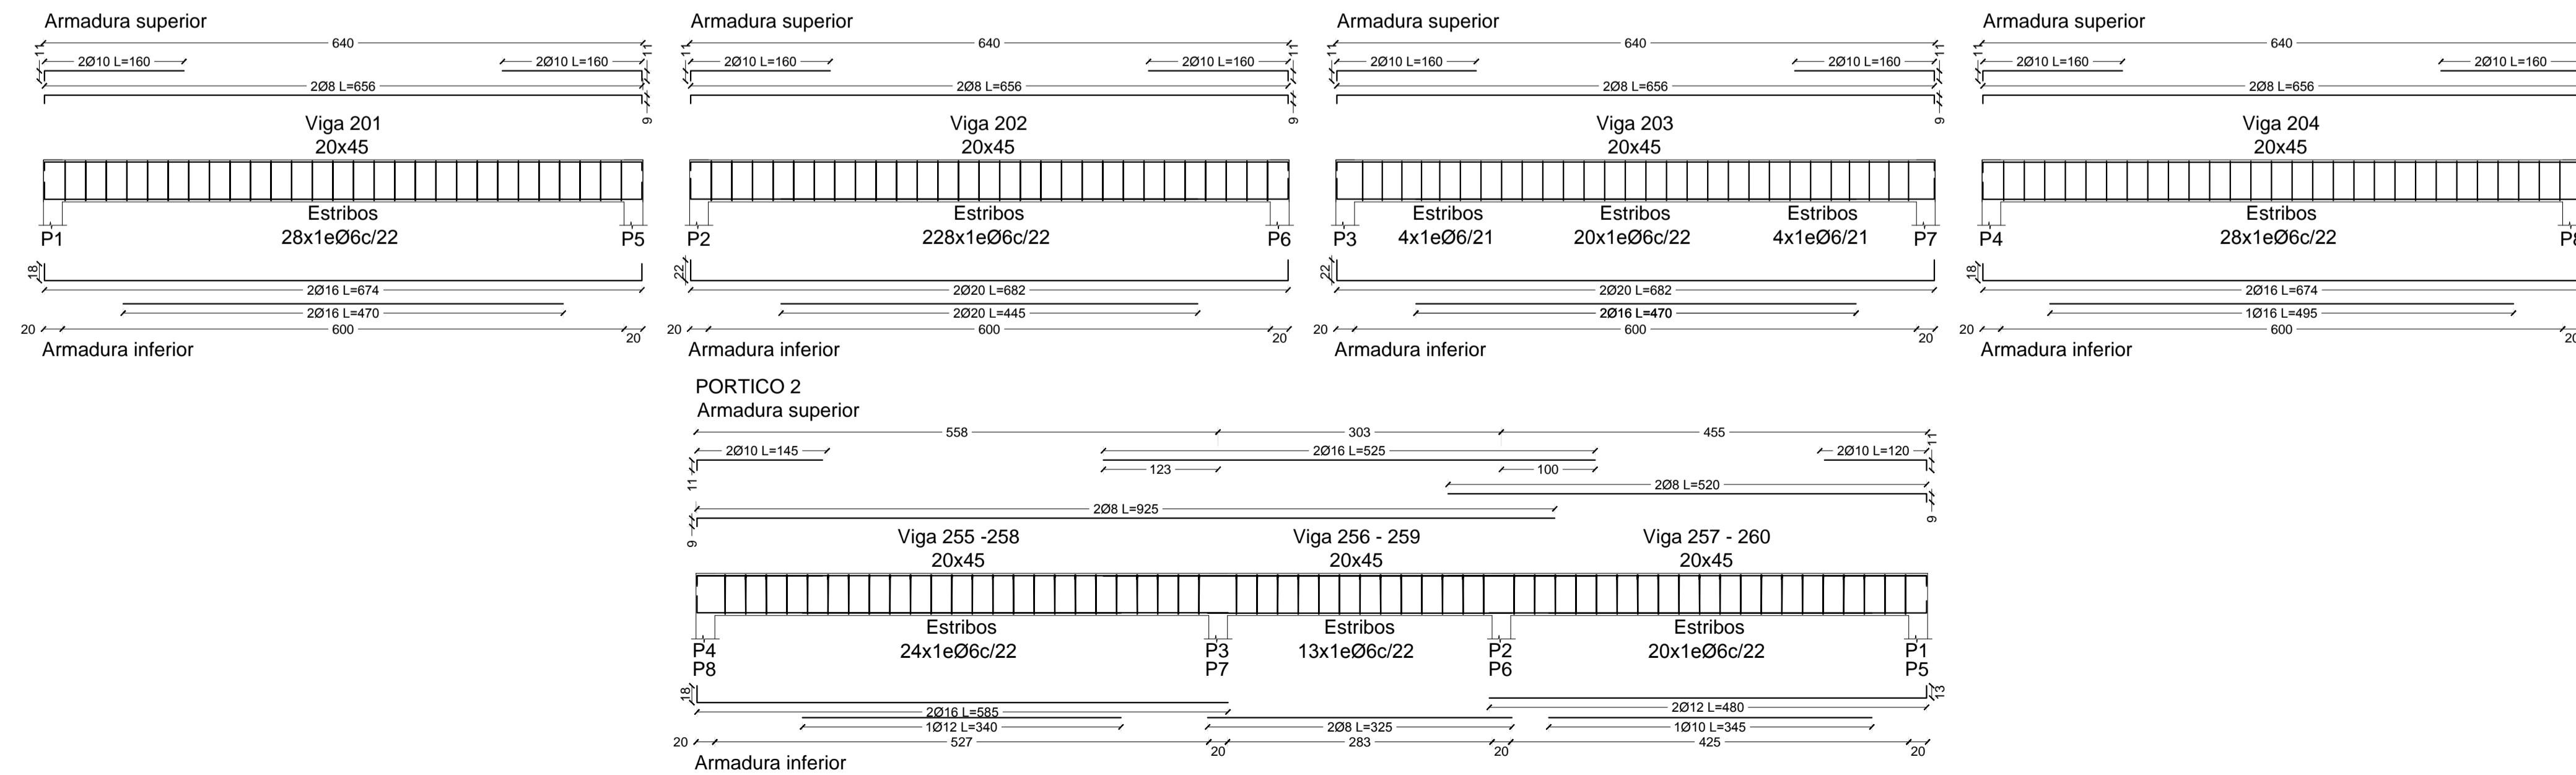 Armadura superior
640
11
11
2Ø10 L=160
2Ø10 L=160
2Ø8 L=656
9
Viga 201
20x45
Estribos
28x1eØ6c/22
P1
P5
18
2Ø16 L=674
2Ø16 L=470
20
600
20
Armadura inferior
Armadura superior
640
11
11
2Ø10 L=160
2Ø10 L=160
2Ø8 L=656
9
Viga 202
20x45
Estribos
228x1eØ6c/22
P2
P6
22
2Ø20 L=682
2Ø20 L=445
20
600
20
Armadura inferior
Armadura superior
640
11
11
2Ø10 L=160
2Ø10 L=160
2Ø8 L=656
9
Viga 203
20x45
Estribos
Estribos
Estribos
P3
4x1eØ6/21
20x1eØ6c/22
4x1eØ6/21
P7
22
2Ø20 L=682
2Ø16 L=470
20
600
20
Armadura inferior
Armadura superior
640
11
2Ø10 L=160
2Ø10 L=160
2Ø8 L=656
Viga 204
20x45
Estribos
28x1eØ6c/22
P4
18
2Ø16 L=674
1Ø16 L=495
20
600
Armadura inferior
PORTICO 2
Armadura superior
558
303
455
11
2Ø10 L=145
2Ø16 L=525
2Ø10 L=120
123
100
11
2Ø8 L=520
2Ø8 L=925
9
9
Viga 255 -258
20x45
Viga 256 - 259
20x45
Viga 257 - 260
20x45
Estribos
24x1eØ6c/22
Estribos
13x1eØ6c/22
Estribos
20x1eØ6c/22
P4
P8
P3
P7
P2
P6
P1
P5
18
13
2Ø16 L=585
2Ø12 L=480
1Ø12 L=340
2Ø8 L=325
1Ø10 L=345
20
527
20
283
20
425
20
Armadura inferior